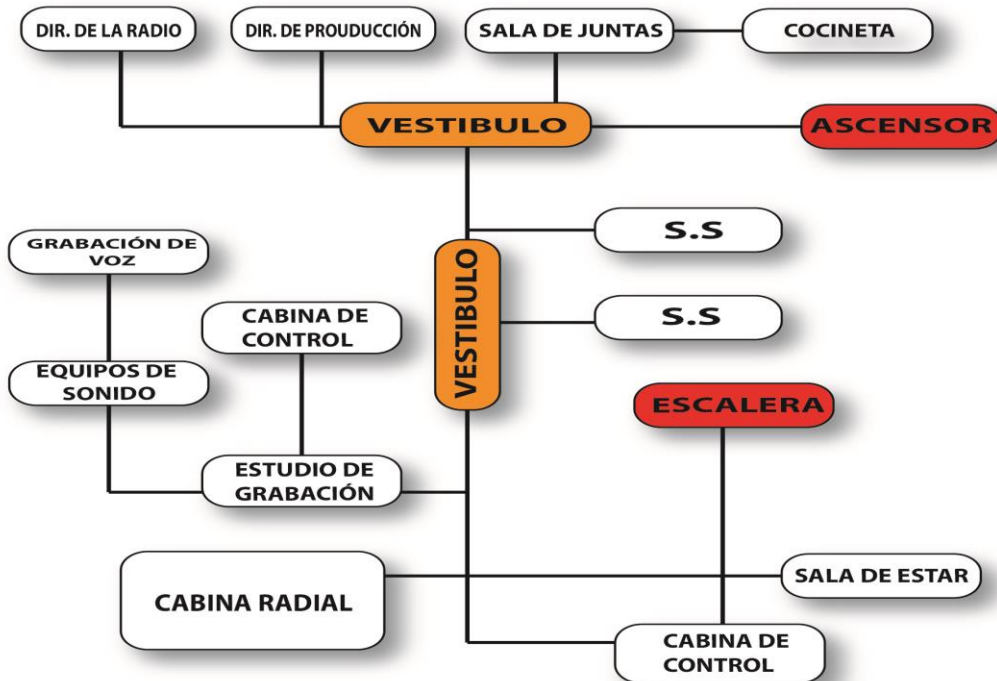 DIR. DE LA RADIO
DIR. DE PROUDUCCIÓN
SALA DE JUNTAS
COCINETA
VESTIBULO
ASCENSOR
S.S
GRABACIÓN DE
VOZ
VESTIBULO
CABINA DE
CONTROL
S.S
EQUIPOS DE
SONIDO
ESCALERA
ESTUDIO DE
GRABACIÓN
CABINA RADIAL
SALA DE ESTAR
CABINA DE
CONTROL